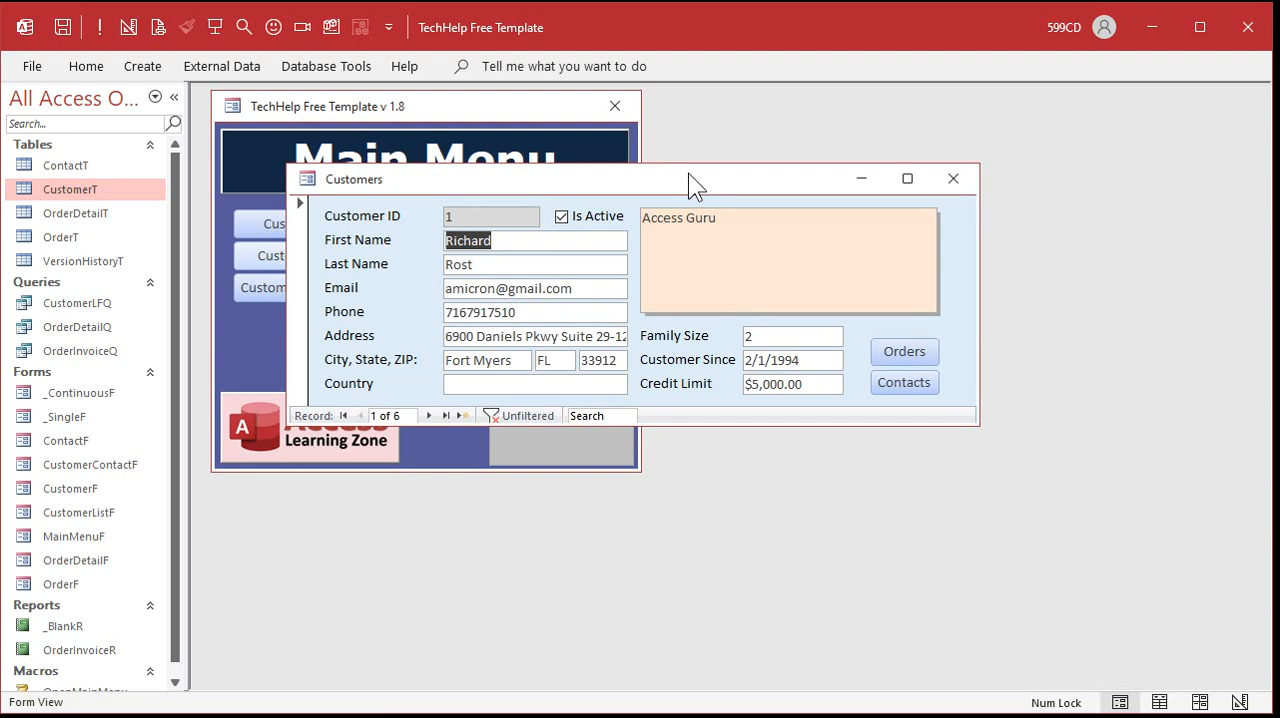 TechHelp Free Template
599CD
File Home Create External Data Database Tools Help Tell me what you want to do
All Access O... «
Search...
Tables
ContactT
CustomerT
OrderDetailT
OrderT
VersionHistoryT
Queries
CustomerLFQ
OrderDetailQ
OrderInvoiceQ
Forms
_ContinuousF
_SingleF
ContactF
CustomerContactF
CustomerF
CustomerListF
MainMenuF
OrderDetailF
OrderF
Reports
_BlankR
OrderInvoiceR
Macros
OpenMainMenu
TechHelp Free Template v 1.8
Main Menu
Cus
Cust
Custom
Customers
Customer ID 1 Is Active
First Name Richard
Last Name Rost
Email amicron@gmail.com
Phone 7167917510
Address 6900 Daniels Pkwy Suite 29-12
City, State, ZIP: Fort Myers FL 33912
Country
Access Guru
Family Size 2
Customer Since 2/1/1994
Credit Limit $5,000.00
Orders
Contacts
Record: 1 of 6 Unfiltered Search
A
Learning Zone
Form View
Num Lock